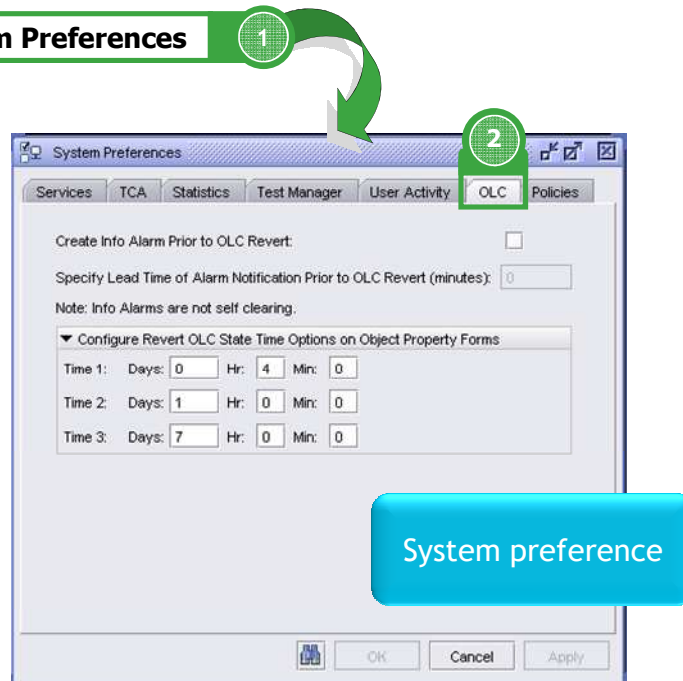 m Preferences
1
2
System Preferences
Services TCA Statistics Test Manager User Activity OLC Policies
Create Info Alarm Prior to OLC Revert:
Specify Lead Time of Alarm Notification Prior to OLC Revert (minutes): 0
Note: Info Alarms are not self clearing.
Configure Revert OLC State Time Options on Object Property Forms
Time 1: Days: 0 Hr: 4 Min: 0
Time 2: Days: 1 Hr: 0 Min: 0
Time 3: Days: 7 Hr: 0 Min: 0
System preference
OK Cancel Apply